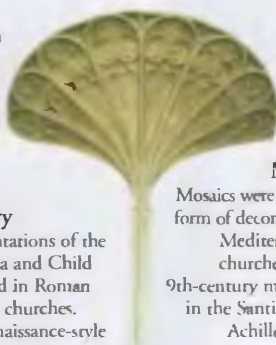 ry
ntations of the
a and Child
d in Roman
churches.
naissance-style
Mosaics were
form of decor
Mediter
churche
9th-century m
in the Santi
Achille